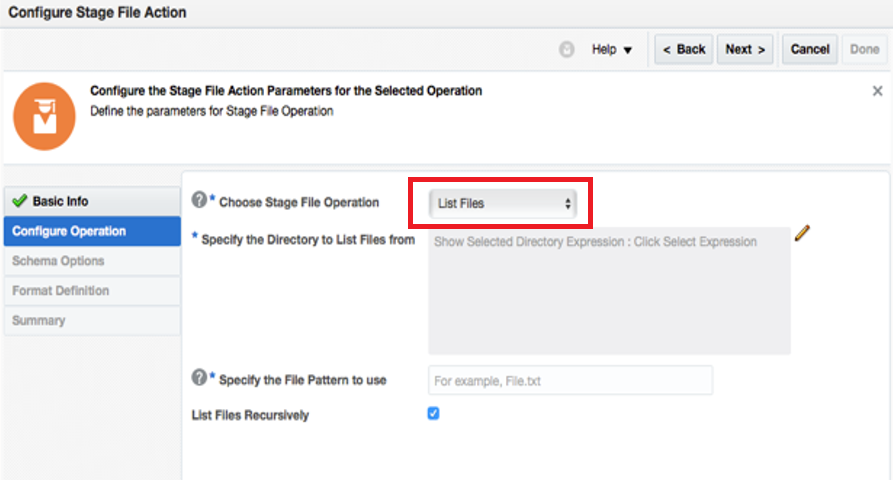 Configure Stage File Action
Help
< Back
Next >
Cancel
Done
Configure the Stage File Action Parameters for the Selected Operation
Define the parameters for Stage File Operation
Basic Info
Configure Operation
Schema Options
Format Definition
Summary
* Choose Stage File Operation
List Files
* Specify the Directory to List Files from
Show Selected Directory Expression : Click Select Expression
* Specify the File Pattern to use
For example, File.txt
List Files Recursively